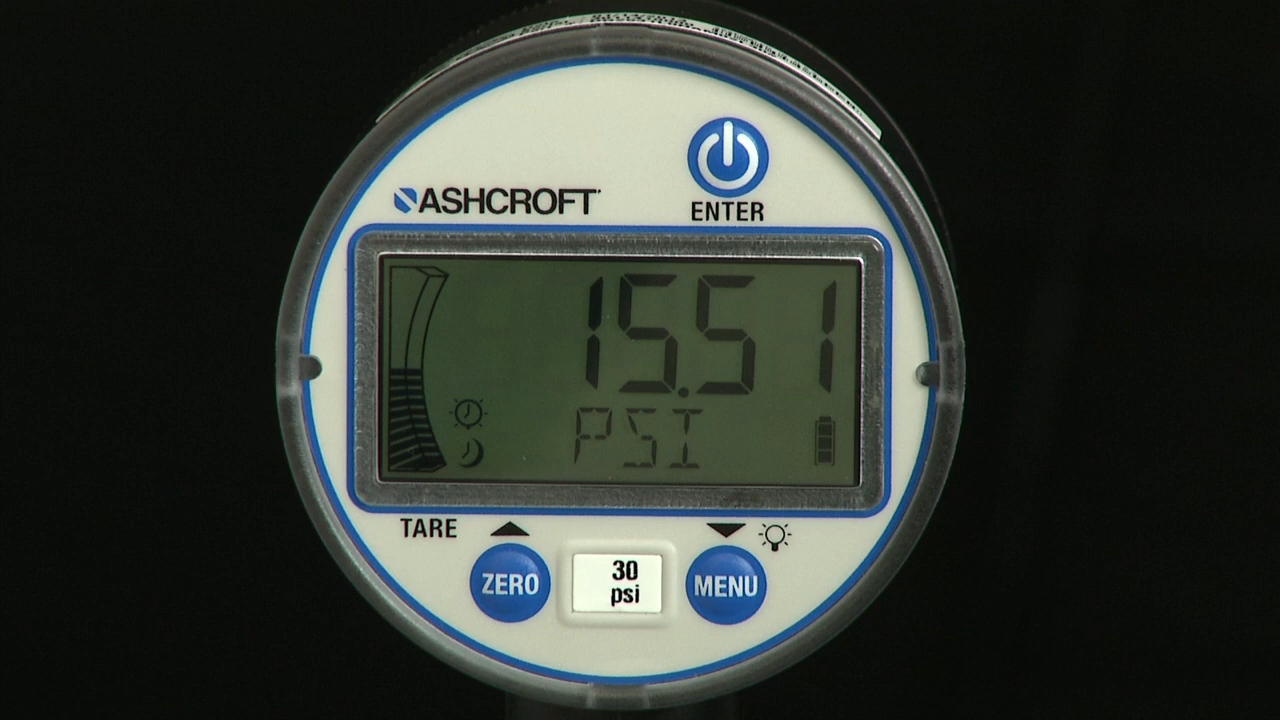 ASHCROFT
ENTER
15.51
PSI
TARE
ZERO
30
psi
MENU